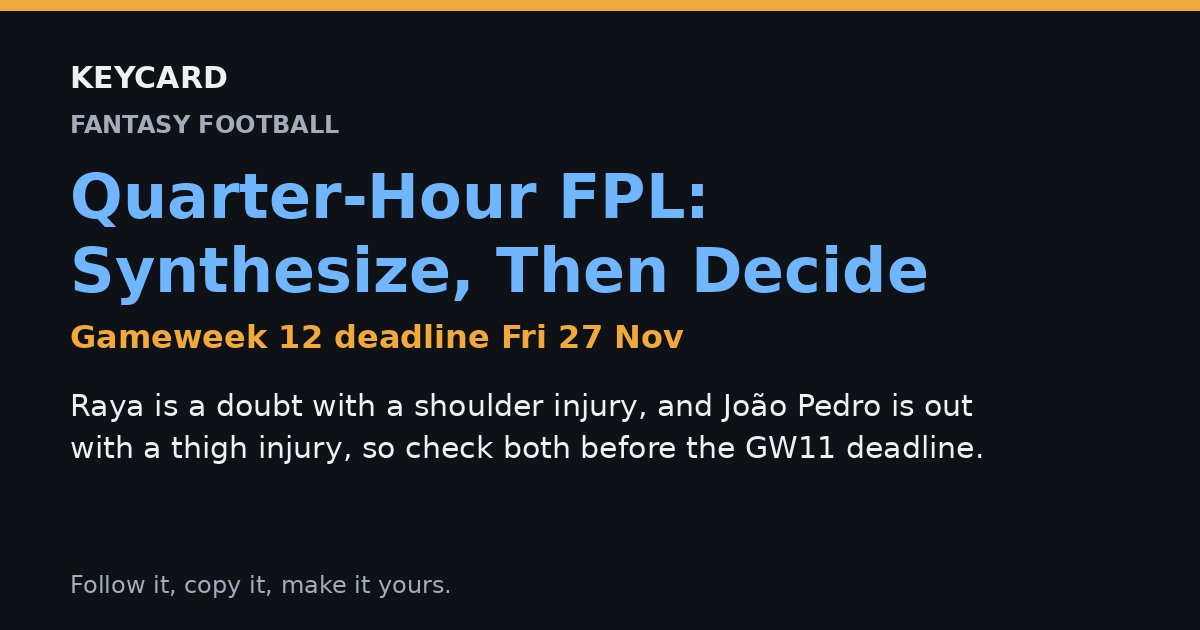 KEYCARD
FANTASY FOOTBALL
Quarter-Hour FPL:
Synthesize, Then Decide
Gameweek 12 deadline Fri 27 Nov
Raya is a doubt with a shoulder injury, and João Pedro is out
with a thigh injury, so check both before the GW11 deadline.
Follow it, copy it, make it yours.